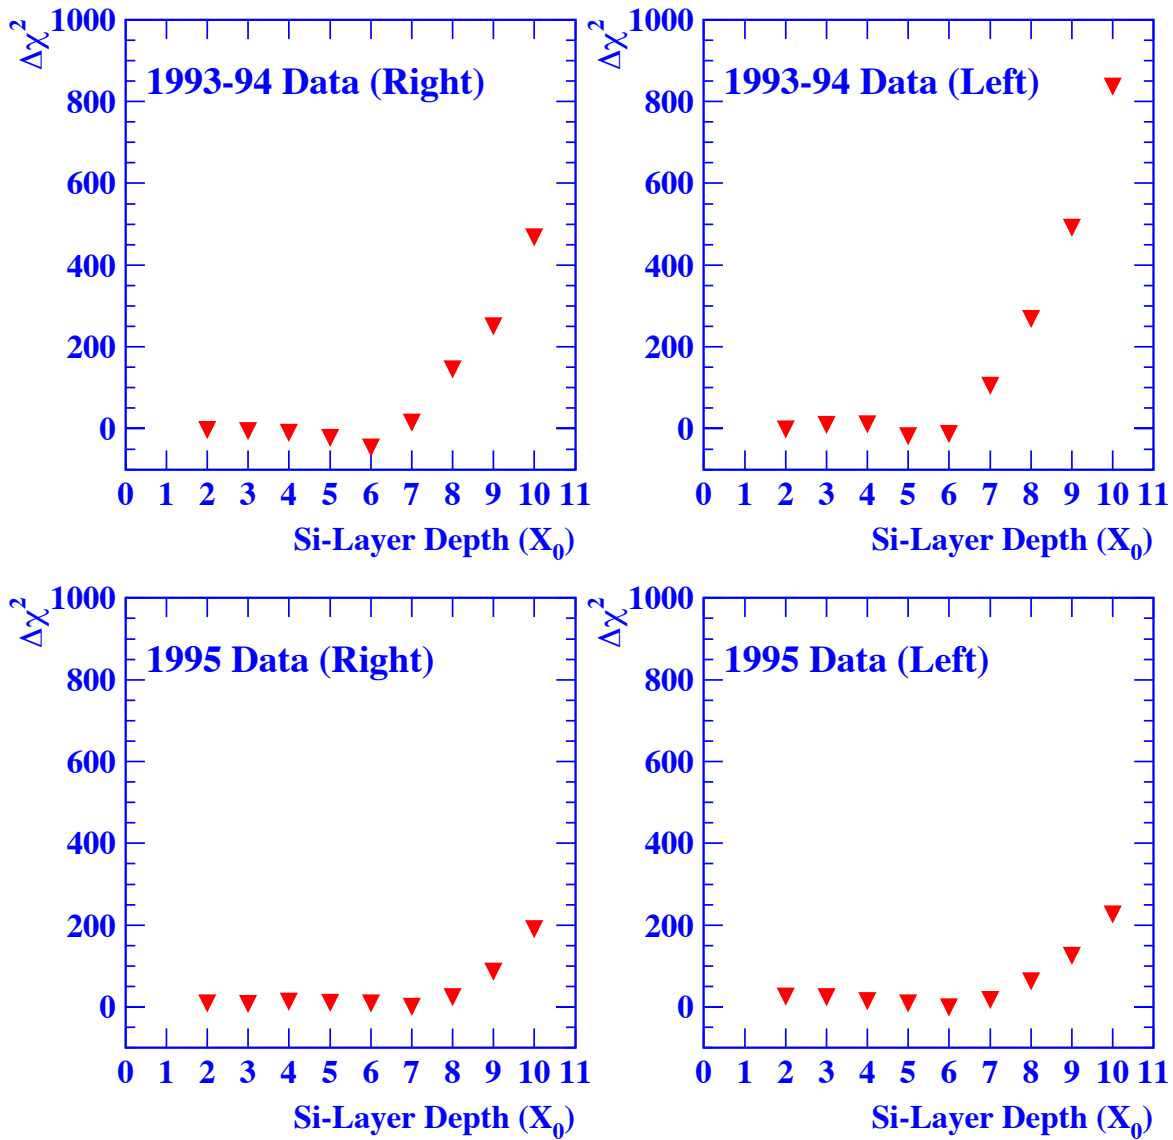 Δχ²
1000
1993-94 Data (Right)
800
600
400
200
0
0 1 2 3 4 5 6 7 8 9 10 11
Si-Layer Depth (X₀)
Δχ²
1000
1993-94 Data (Left)
800
600
400
200
0
0 1 2 3 4 5 6 7 8 9 10 11
Si-Layer Depth (X₀)
Δχ²
1000
1995 Data (Right)
800
600
400
200
0
0 1 2 3 4 5 6 7 8 9 10 11
Si-Layer Depth (X₀)
Δχ²
1000
1995 Data (Left)
800
600
400
200
0
0 1 2 3 4 5 6 7 8 9 10 11
Si-Layer Depth (X₀)